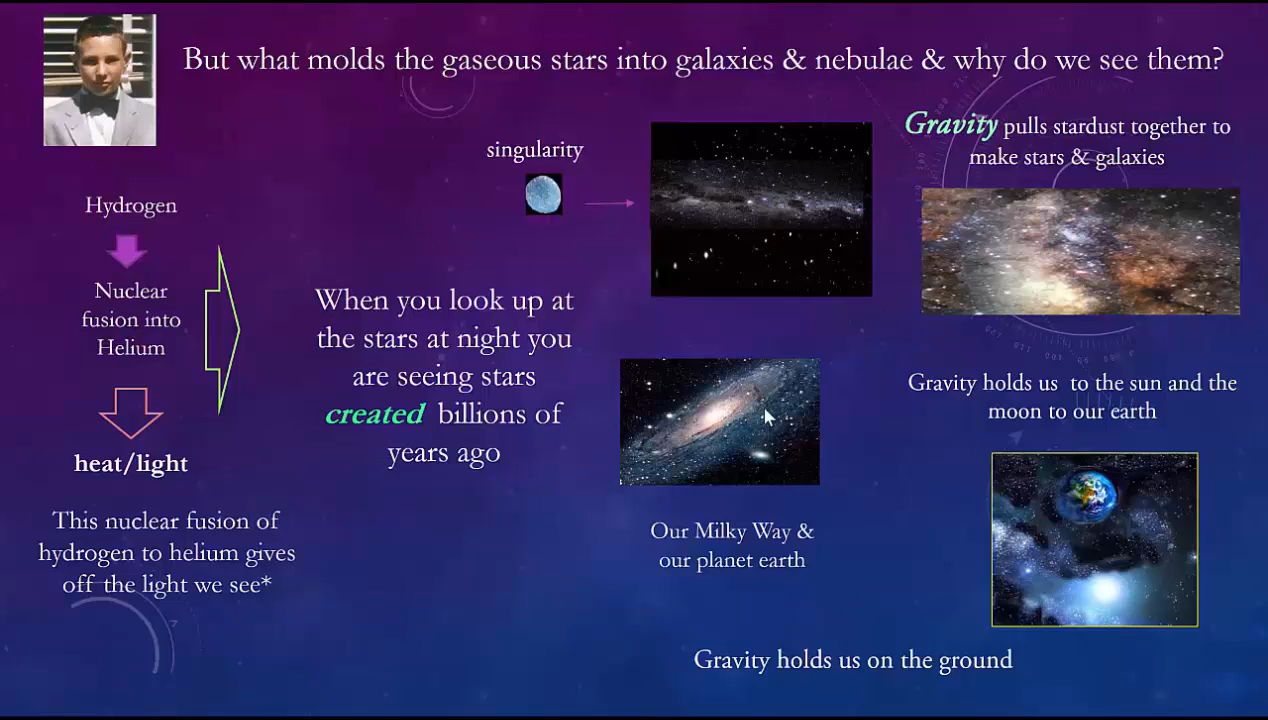 But what molds the gaseous stars into galaxies & nebulae & why do we see them?
Hydrogen
Nuclear
fusion into
Helium
heat/light
This nuclear fusion of
hydrogen to helium gives
off the light we see*
When you look up at
the stars at night you
are seeing stars
created billions of
years ago
singularity
Our Milky Way &
our planet earth
Gravity pulls stardust together to
make stars & galaxies
Gravity holds us to the sun and the
moon to our earth
Gravity holds us on the ground